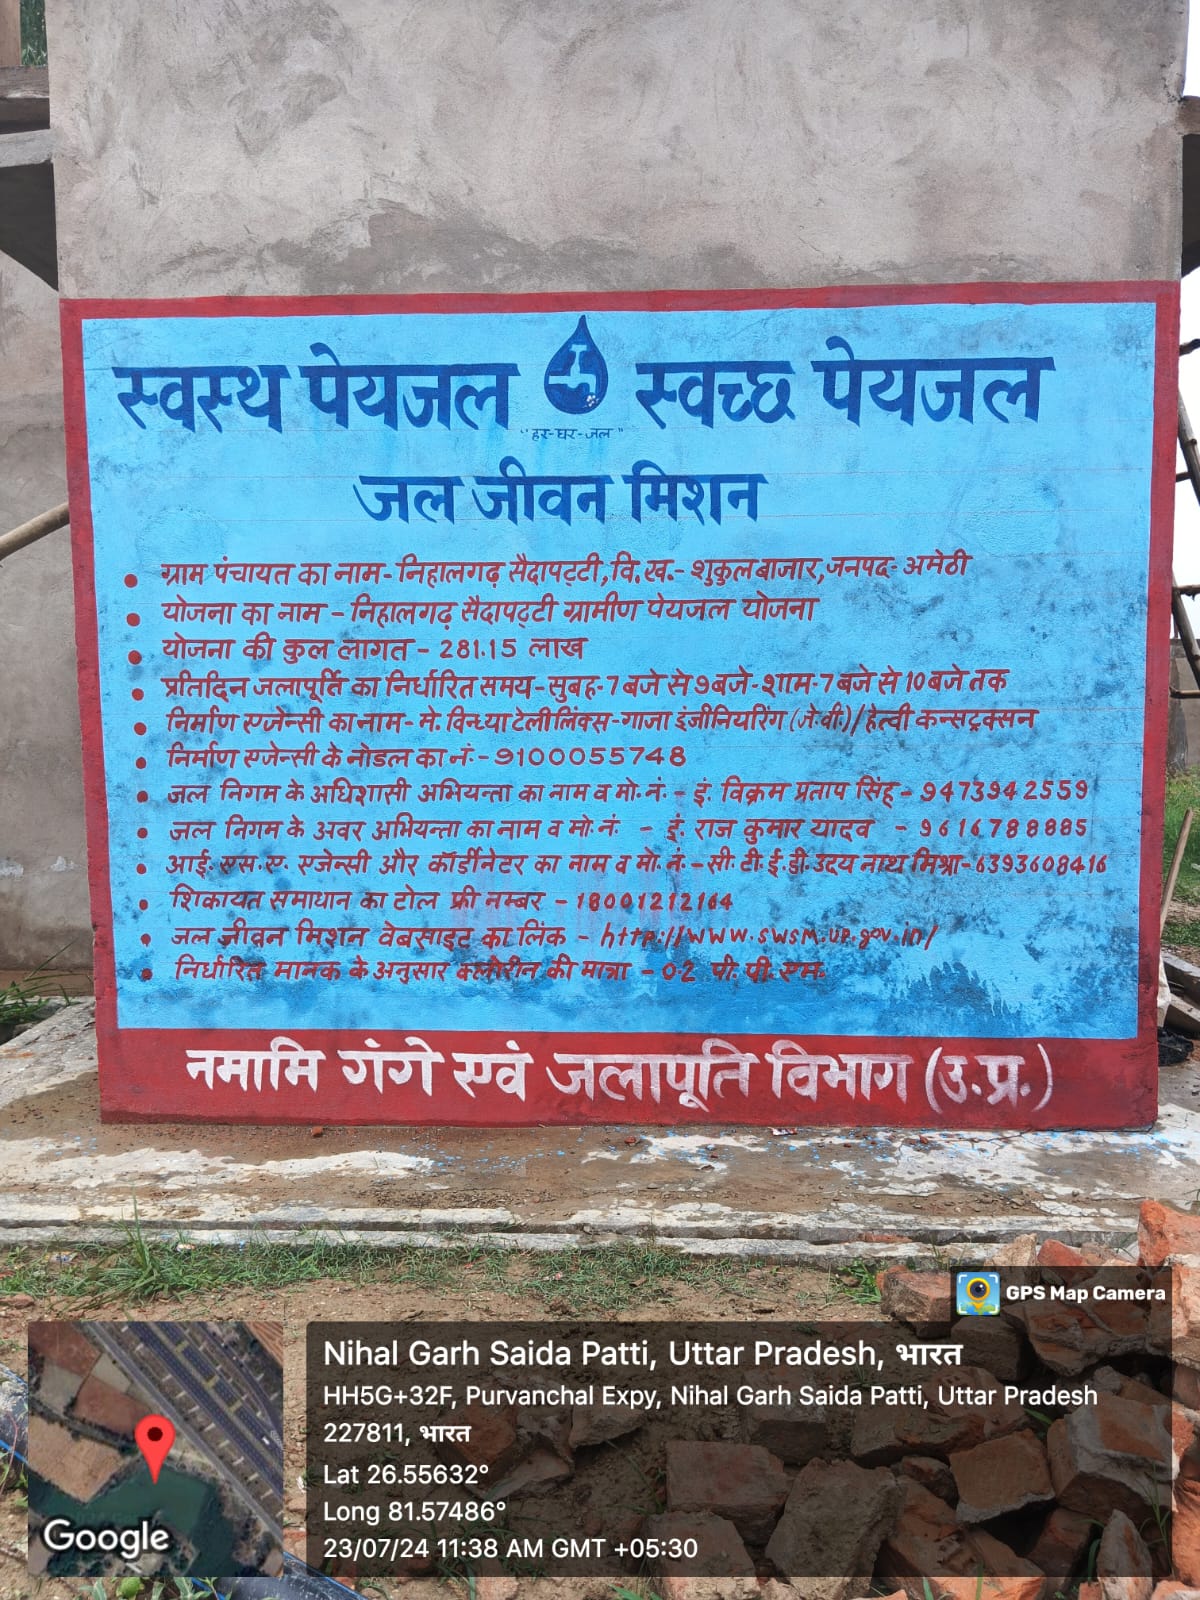 स्वस्थ पेयजल स्वच्छ पेयजल
"हर-घर-जल"
जल जीवन मिशन
• ग्राम पंचायत का नाम- निहालगढ़ सैदापट्टी, वि.ख.- शुकुल बाजार, जनपद- अमेठी
• योजना का नाम - निहालगढ़ सैदापट्टी ग्रामीण पेयजल योजना
• योजना की कुल लागत - 281.15 लाख
• प्रतिदिन जलापूर्ति का निर्धारित समय-सुबह-7 बजे से 9 बजे-शाम-7 बजे से 10 बजे तक
• निर्माण एजेन्सी का नाम- मे. विन्ध्या टेलीलिंक्स-गाजा इंजीनियरिंग (जे.वी.)/हेत्वी कन्सट्रक्सन
• निर्माण एजेन्सी के नोडल का नं.-9100055748
• जल निगम के अधिशासी अभियन्ता का नाम व मो. नं. - इं. विक्रम प्रताप सिंह- 9473942559
• जल निगम के अवर अभियन्ता का नाम व मो. नं. - इं. राज कुमार यादव - 9616788885
• आई. एस. ए. एजेन्सी और कॉर्डीनेटर का नाम व मो. नं. - सी. टी. ई. डी. उदय नाथ मिश्रा-6393608416
• शिकायत समाधान का टोल फ्री नम्बर - 18001212164
• जल जीवन मिशन वेबसाइट का लिंक - http://www.swsm.up.gov.in/
• निर्धारित मानक के अनुसार क्लोरीन की मात्रा - 0.2 पी. पी. एम.
नमामि गंगे एवं जलापूर्ति विभाग (उ.प्र.)
GPS Map Camera
Nihal Garh Saida Patti, Uttar Pradesh, भारत
HH5G+32F, Purvanchal Expy, Nihal Garh Saida Patti, Uttar Pradesh
227811, भारत
Lat 26.55632°
Long 81.57486°
23/07/24 11:38 AM GMT +05:30
Google